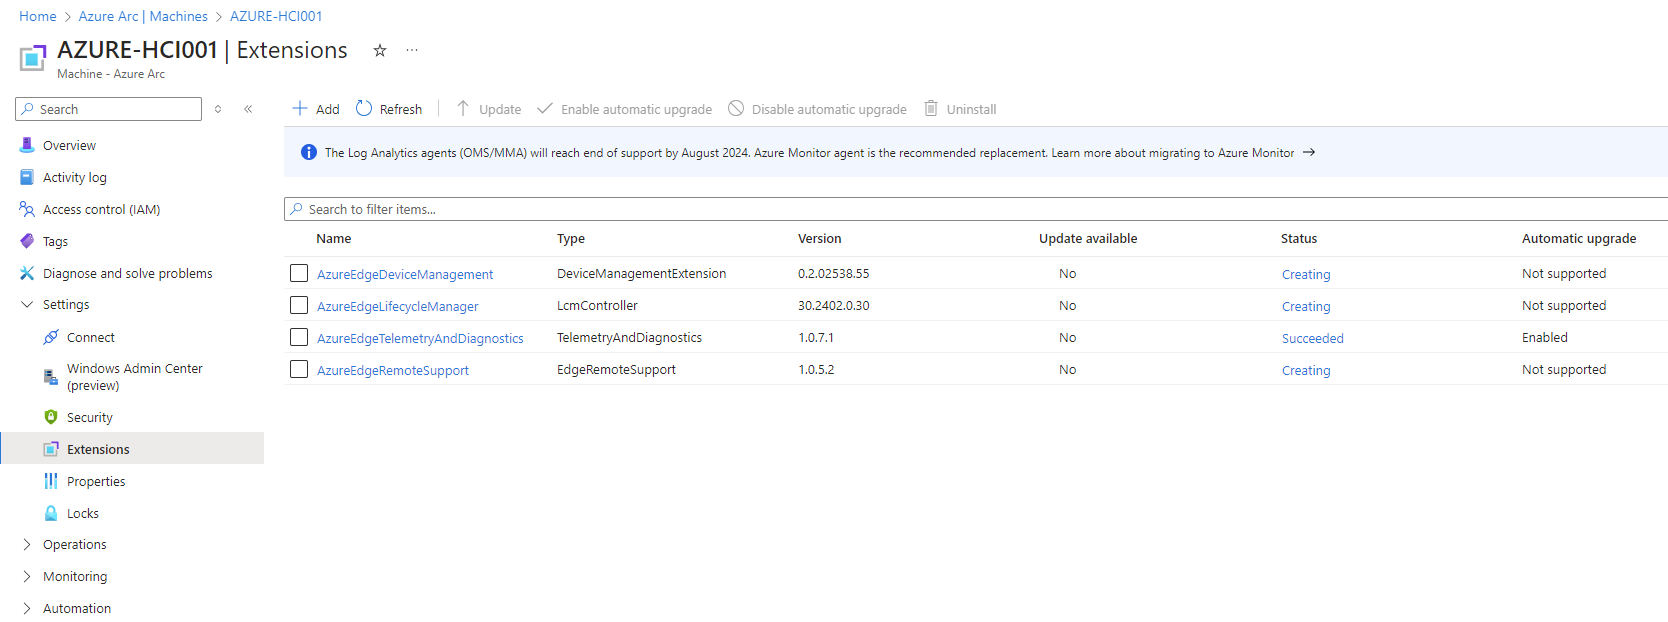 Home > Azure Arc | Machines > AZURE-HCI001
AZURE-HCI001 | Extensions
Machine - Azure Arc
Search
Add Refresh Update Enable automatic upgrade Disable automatic upgrade Uninstall
Overview
Activity log
Access control (IAM)
Tags
Diagnose and solve problems
Settings
Connect
Windows Admin Center
(preview)
Security
Extensions
Properties
Locks
Operations
Monitoring
Automation
The Log Analytics agents (OMS/MMA) will reach end of support by August 2024. Azure Monitor agent is the recommended replacement. Learn more about migrating to Azure Monitor →
Search to filter items...
Name Type Version Update available Status Automatic upgrade
AzureEdgeDeviceManagement DeviceManagementExtension 0.2.02538.55 No Creating Not supported
AzureEdgeLifecycleManager LcmController 30.2402.0.30 No Creating Not supported
AzureEdgeTelemetryAndDiagnostics TelemetryAndDiagnostics 1.0.7.1 No Succeeded Enabled
AzureEdgeRemoteSupport EdgeRemoteSupport 1.0.5.2 No Creating Not supported